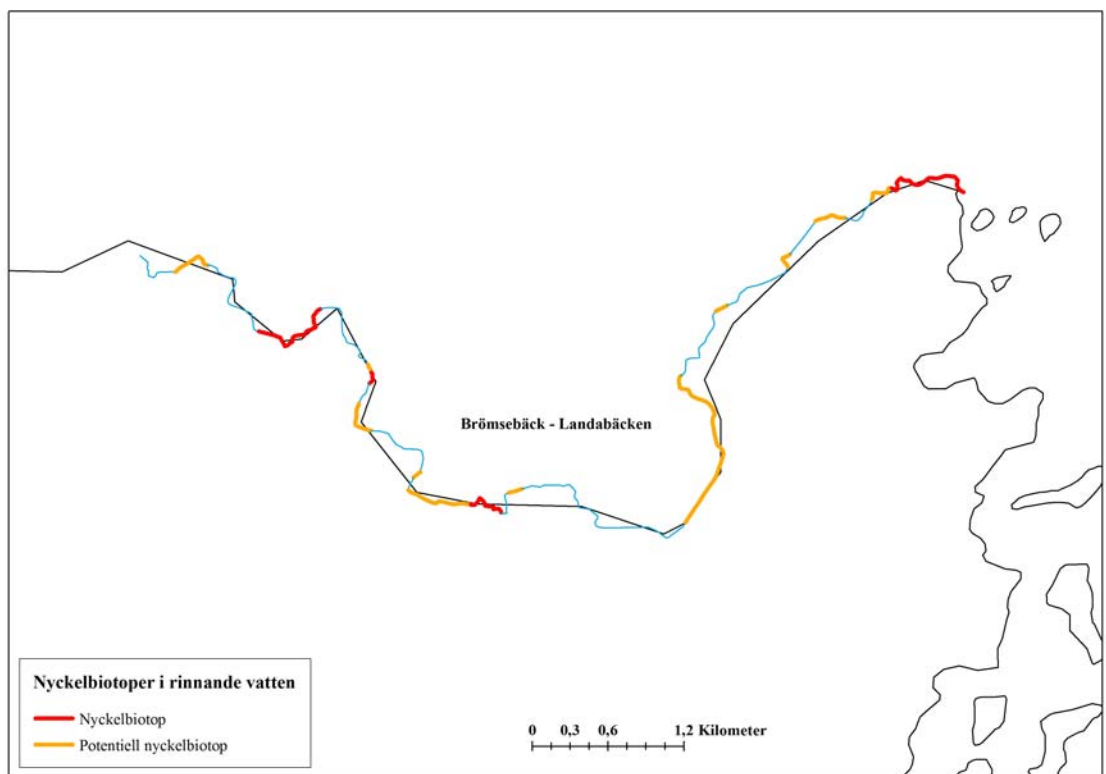 Brömsebäck - Landabäcken
Nyckelbiotoper i rinnande vatten
Nyckelbiotop
Potentiell nyckelbiotop
0 0,3 0,6 1,2 Kilometer